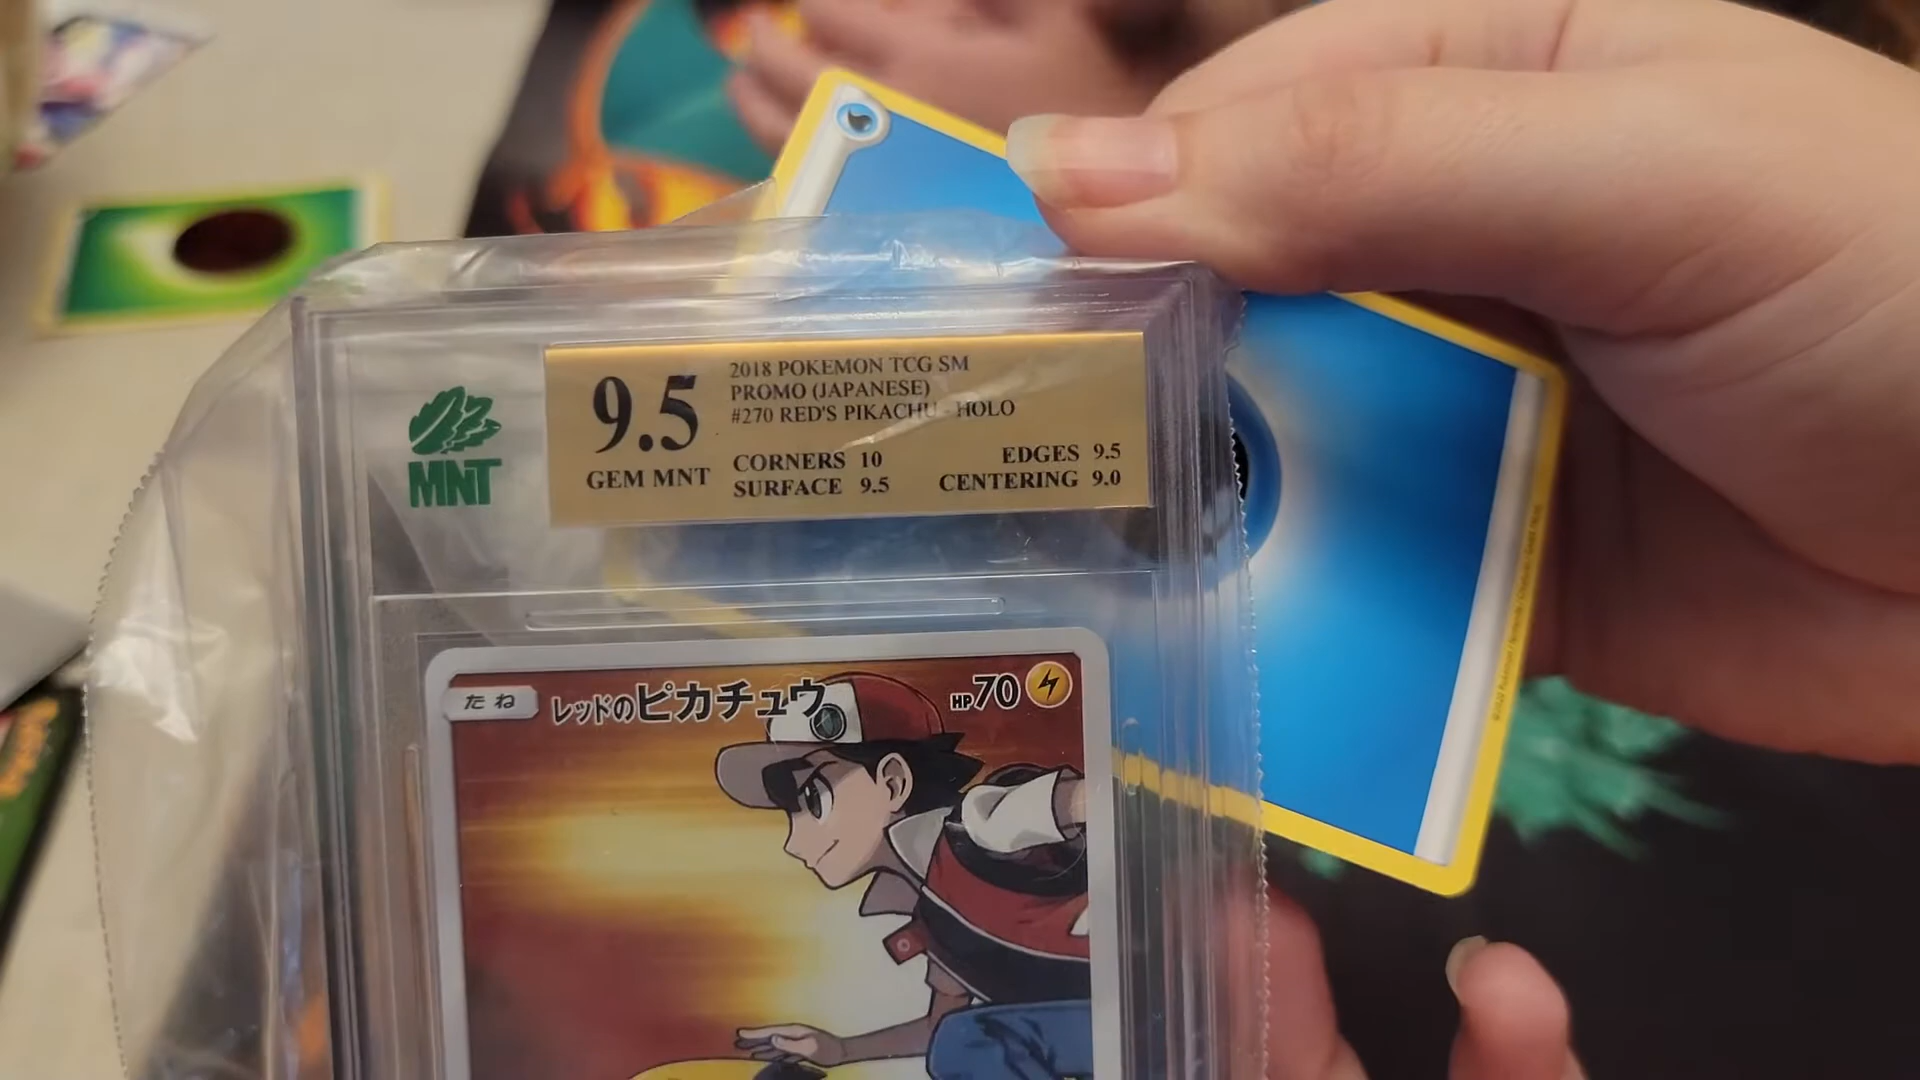 9.5
GEM MNT
2018 POKEMON TCG SM
PROMO (JAPANESE)
#270 RED'S PIKACHU - HOLO
CORNERS 10
EDGES 9.5
SURFACE 9.5
CENTERING 9.0
MNT
たね
レッドのピカチュウ
HP70